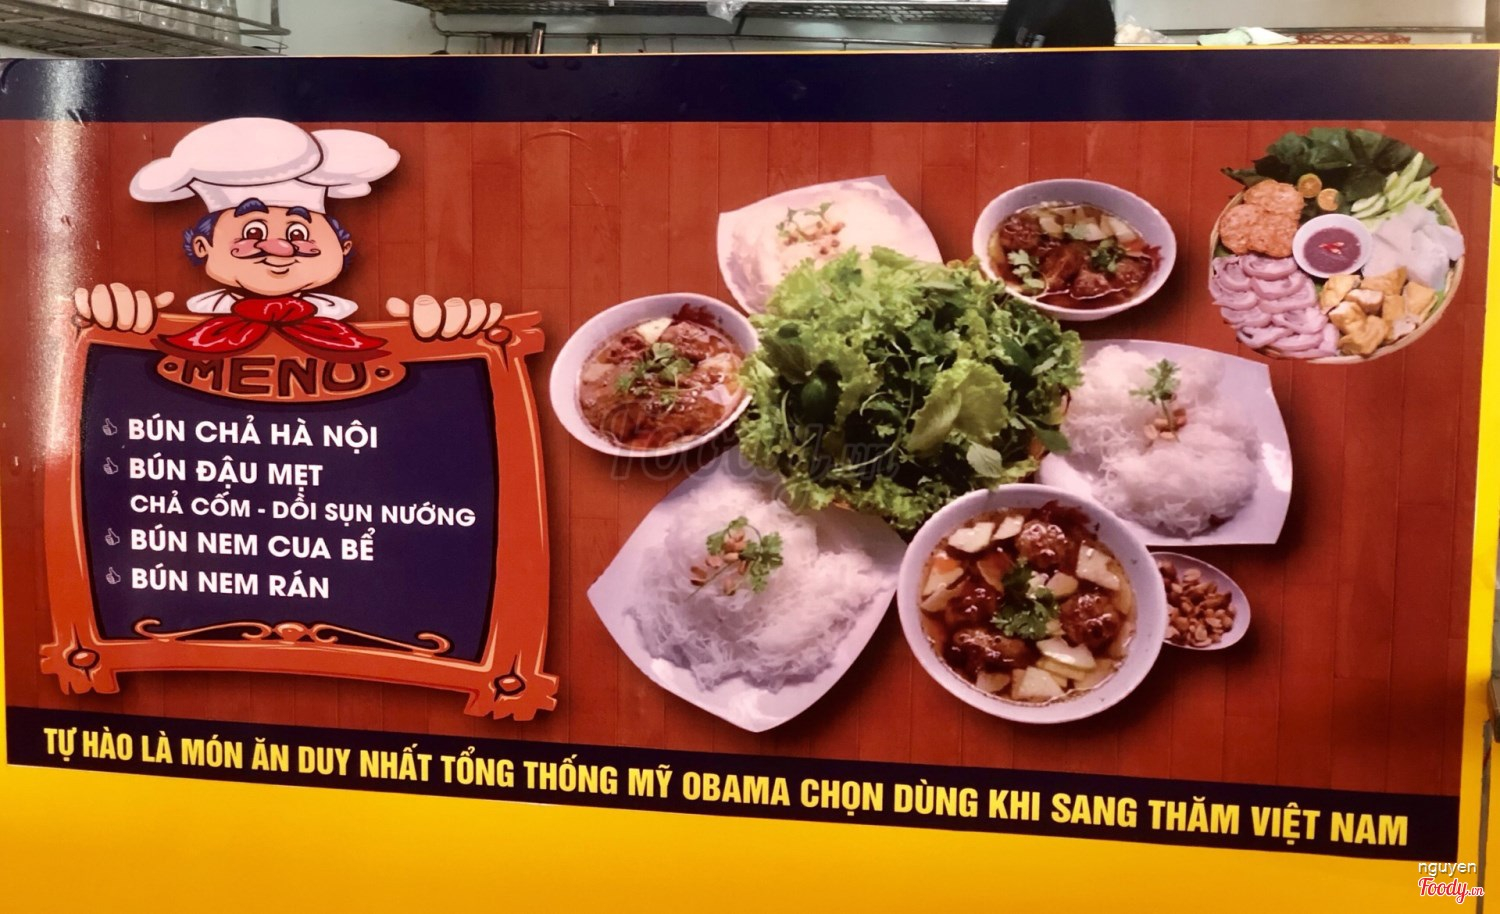 MENU
BÚN CHẢ HÀ NỘI
BÚN ĐẬU MẸT
CHẢ CỐM - DỒI SỤN NƯỚNG
BÚN NEM CUA BỂ
BÚN NEM RÁN
TỰ HÀO LÀ MÓN ĂN DUY NHẤT TỔNG THỐNG MỸ OBAMA CHỌN DÙNG KHI SANG THĂM VIỆT NAM
nguyen
Foody.vn